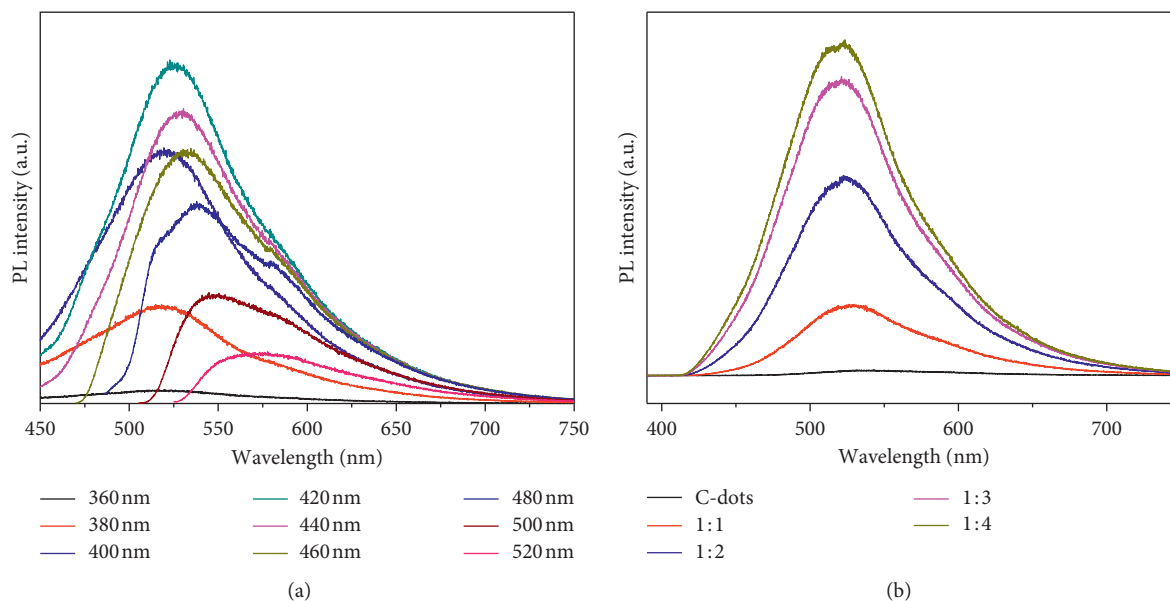 PL intensity (a.u.)
450 500 550 600 650 700 750
Wavelength (nm)
360 nm 420 nm 480 nm
380 nm 440 nm 500 nm
400 nm 460 nm 520 nm
(a)
PL intensity (a.u.)
400 500 600 700
Wavelength (nm)
C-dots 1 : 3
1 : 1 1 : 4
1 : 2
(b)